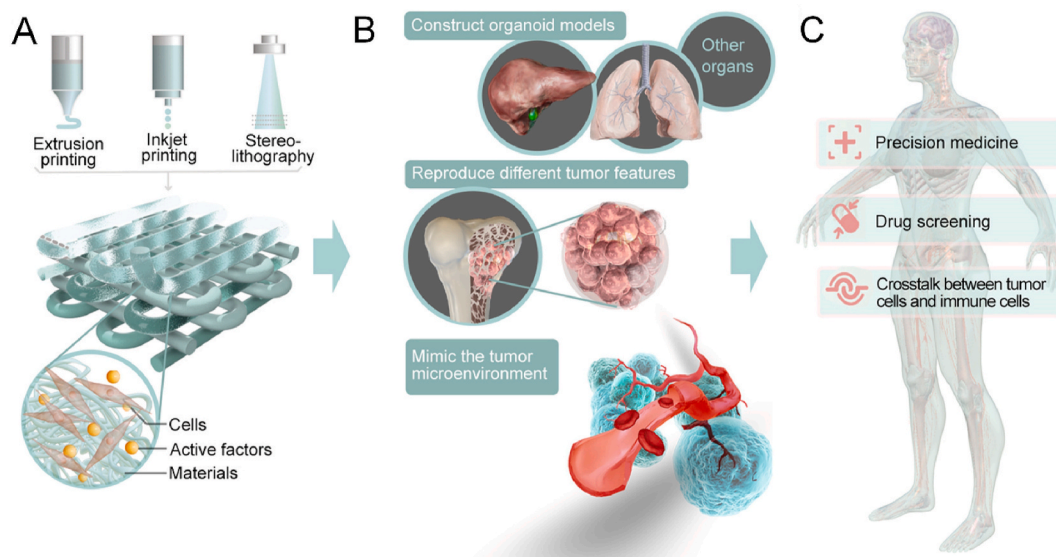 A
Extrusion
printing
Inkjet
printing
Stereo-
lithography
Cells
Active factors
Materials
B
Construct organoid models
Other
organs
Reproduce different tumor features
Mimic the tumor
microenvironment
C
Precision medicine
Drug screening
Crosstalk between tumor
cells and immune cells